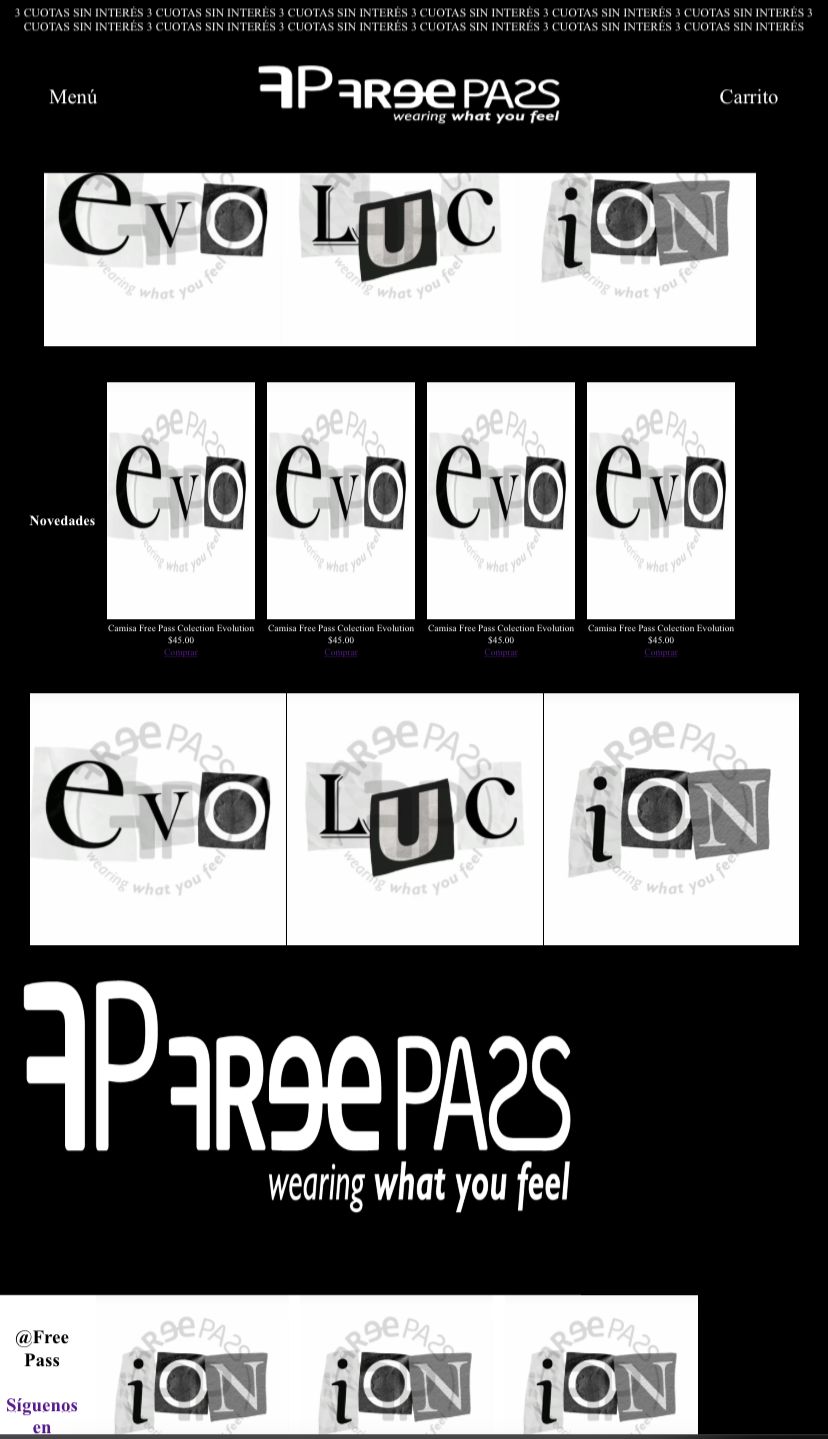 3 CUOTAS SIN INTERÉS 3 CUOTAS SIN INTERÉS 3 CUOTAS SIN INTERÉS 3 CUOTAS SIN INTERÉS 3 CUOTAS SIN INTERÉS 3 CUOTAS SIN INTERÉS 3
CUOTAS SIN INTERÉS 3 CUOTAS SIN INTERÉS 3 CUOTAS SIN INTERÉS 3 CUOTAS SIN INTERÉS 3 CUOTAS SIN INTERÉS 3 CUOTAS SIN INTERÉS
Menú
FP FREE PASS
wearing what you feel
Carrito
evo LUC iON
wearing what you feel wearing what you feel wearing what you feel
Novedades
FREE PASS FREE PASS FREE PASS FREE PASS
evo evo evo evo
wearing what you feel wearing what you feel wearing what you feel wearing what you feel
Camisa Free Pass Colection Evolution Camisa Free Pass Colection Evolution Camisa Free Pass Colection Evolution Camisa Free Pass Colection Evolution
$45.00 $45.00 $45.00 $45.00
Comprar Comprar Comprar Comprar
FREE PASS FREE PASS FREE PASS
evo LUC iON
wearing what you feel wearing what you feel wearing what you feel
FP FREE PASS
wearing what you feel
@Free
Pass
Síguenos
en
FREE PASS FREE PASS FREE PASS
iON iON iON